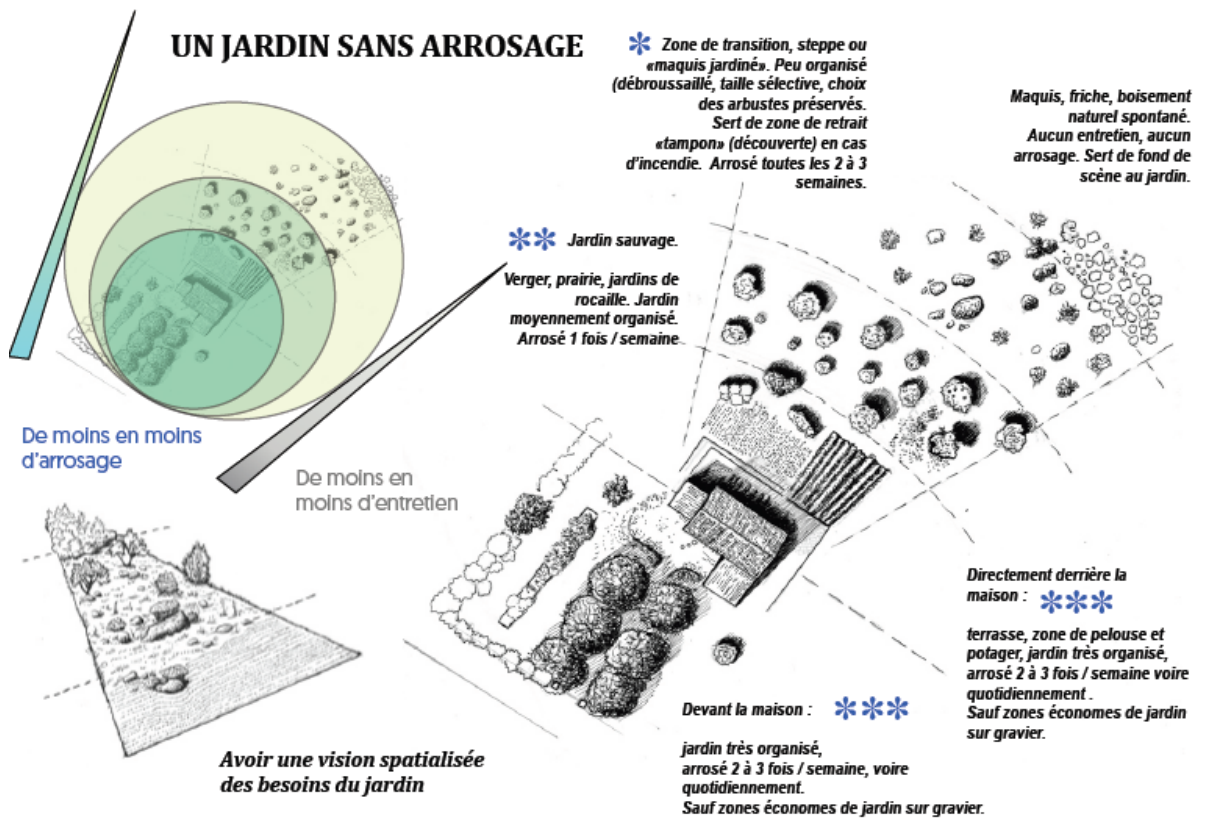 UN JARDIN SANS ARROSAGE
* Zone de transition, steppe ou
«maquis jardiné». Peu organisé
(débroussaillé, taille sélective, choix
des arbustes préservés.
Sert de zone de retrait
«tampon» (découverte) en cas
d'incendie. Arrosé toutes les 2 à 3
semaines.
Maquis, friche, boisement
naturel spontané.
Aucun entretien, aucun
arrosage. Sert de fond de
scène au jardin.
** Jardin sauvage.
Verger, prairie, jardins de
rocaille. Jardin
moyennement organisé.
Arrosé 1 fois / semaine
De moins en moins
d'arrosage
De moins en
moins d'entretien
Directement derrière la
maison : ***
terrasse, zone de pelouse et
potager, jardin très organisé,
arrosé 2 à 3 fois / semaine voire
quotidiennement .
Sauf zones économes de jardin
sur gravier.
Devant la maison : ***
jardin très organisé,
arrosé 2 à 3 fois / semaine, voire
quotidiennement.
Sauf zones économes de jardin sur gravier.
Avoir une vision spatialisée
des besoins du jardin